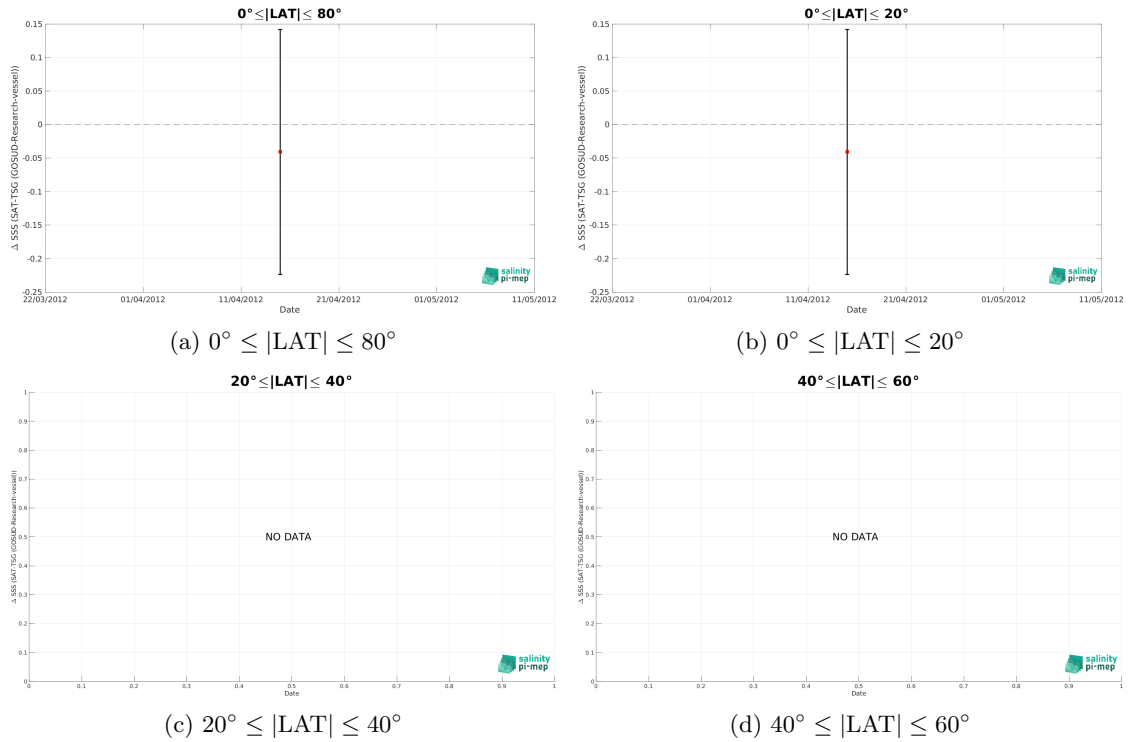 0°≤|LAT|≤ 80°
0.15
0.1
0.05
0
-0.05
-0.1
-0.15
-0.2
-0.25
Δ SSS (SAT-TSG (GOSUD-Research-vessel))
22/03/2012 01/04/2012 11/04/2012 21/04/2012 01/05/2012 11/05/2012
Date
salinity
pi-mep
(a) 0° ≤ |LAT| ≤ 80°
0°≤|LAT|≤ 20°
0.15
0.1
0.05
0
-0.05
-0.1
-0.15
-0.2
-0.25
Δ SSS (SAT-TSG (GOSUD-Research-vessel))
22/03/2012 01/04/2012 11/04/2012 21/04/2012 01/05/2012 11/05/2012
Date
salinity
pi-mep
(b) 0° ≤ |LAT| ≤ 20°
20°≤|LAT|≤ 40°
1
0.9
0.8
0.7
0.6
0.5
0.4
0.3
0.2
0.1
0
Δ SSS (SAT-TSG (GOSUD-Research-vessel))
NO DATA
0 0.1 0.2 0.3 0.4 0.5 0.6 0.7 0.8 0.9 1
Date
salinity
pi-mep
(c) 20° ≤ |LAT| ≤ 40°
40°≤|LAT|≤ 60°
1
0.9
0.8
0.7
0.6
0.5
0.4
0.3
0.2
0.1
0
Δ SSS (SAT-TSG (GOSUD-Research-vessel))
NO DATA
0 0.1 0.2 0.3 0.4 0.5 0.6 0.7 0.8 0.9 1
Date
salinity
pi-mep
(d) 40° ≤ |LAT| ≤ 60°